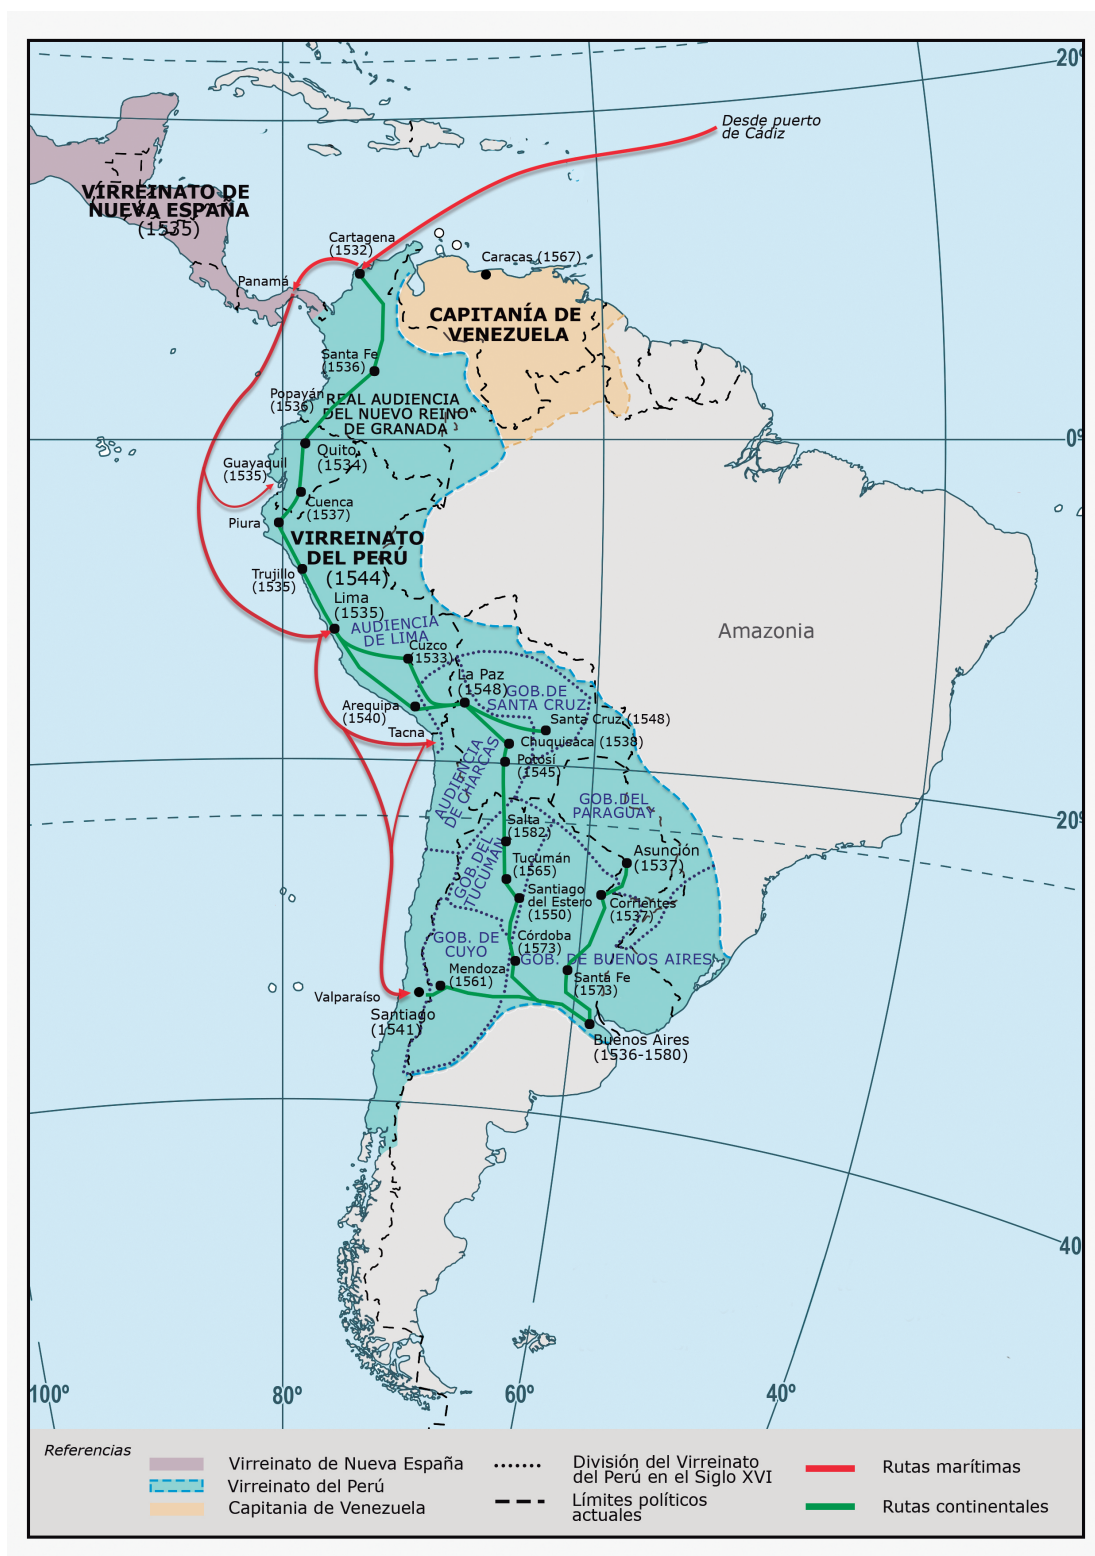 20º
Desde puerto
de Cádiz
VIRREINATO DE
NUEVA ESPAÑA
(1535)
Cartagena
(1532)
Caracas (1567)
Panamá
CAPITANÍA DE
VENEZUELA
Santa Fe
(1536)
Popayán
(1536)
REAL AUDIENCIA
DEL NUEVO REINO
DE GRANADA
0º
Quito
(1534)
Guayaquil
(1535)
Cuenca
(1537)
Piura
VIRREINATO
DEL PERÚ
(1544)
Trujillo
(1535)
Lima
(1535)
AUDIENCIA
DE LIMA
Amazonia
Cuzco
(1533)
La Paz
(1548)
GOB.DE
SANTA CRUZ
Arequipa
(1540)
Santa Cruz (1548)
Tacna
Chuquisaca (1538)
Potosí
(1545)
AUDIENCIA
DE CHARCAS
GOB.DEL
PARAGUAY
20º
Salta
(1582)
Asunción
(1537)
Tucumán
(1565)
GOB.DEL
TUCUMÁN
Santiago
del Estero
(1550)
Corrientes
(1537)
Córdoba
(1573)
GOB. DE
CUYO
GOB. DE BUENOS AIRES
Mendoza
(1561)
Santa Fe
(1573)
Valparaíso
Santiago
(1541)
Buenos Aires
(1536-1580)
40
100º
80º
60º
40º
Referencias
Virreinato de Nueva España
Virreinato del Perú
Capitania de Venezuela
División del Virreinato
del Perú en el Siglo XVI
Límites políticos
actuales
Rutas marítimas
Rutas continentales